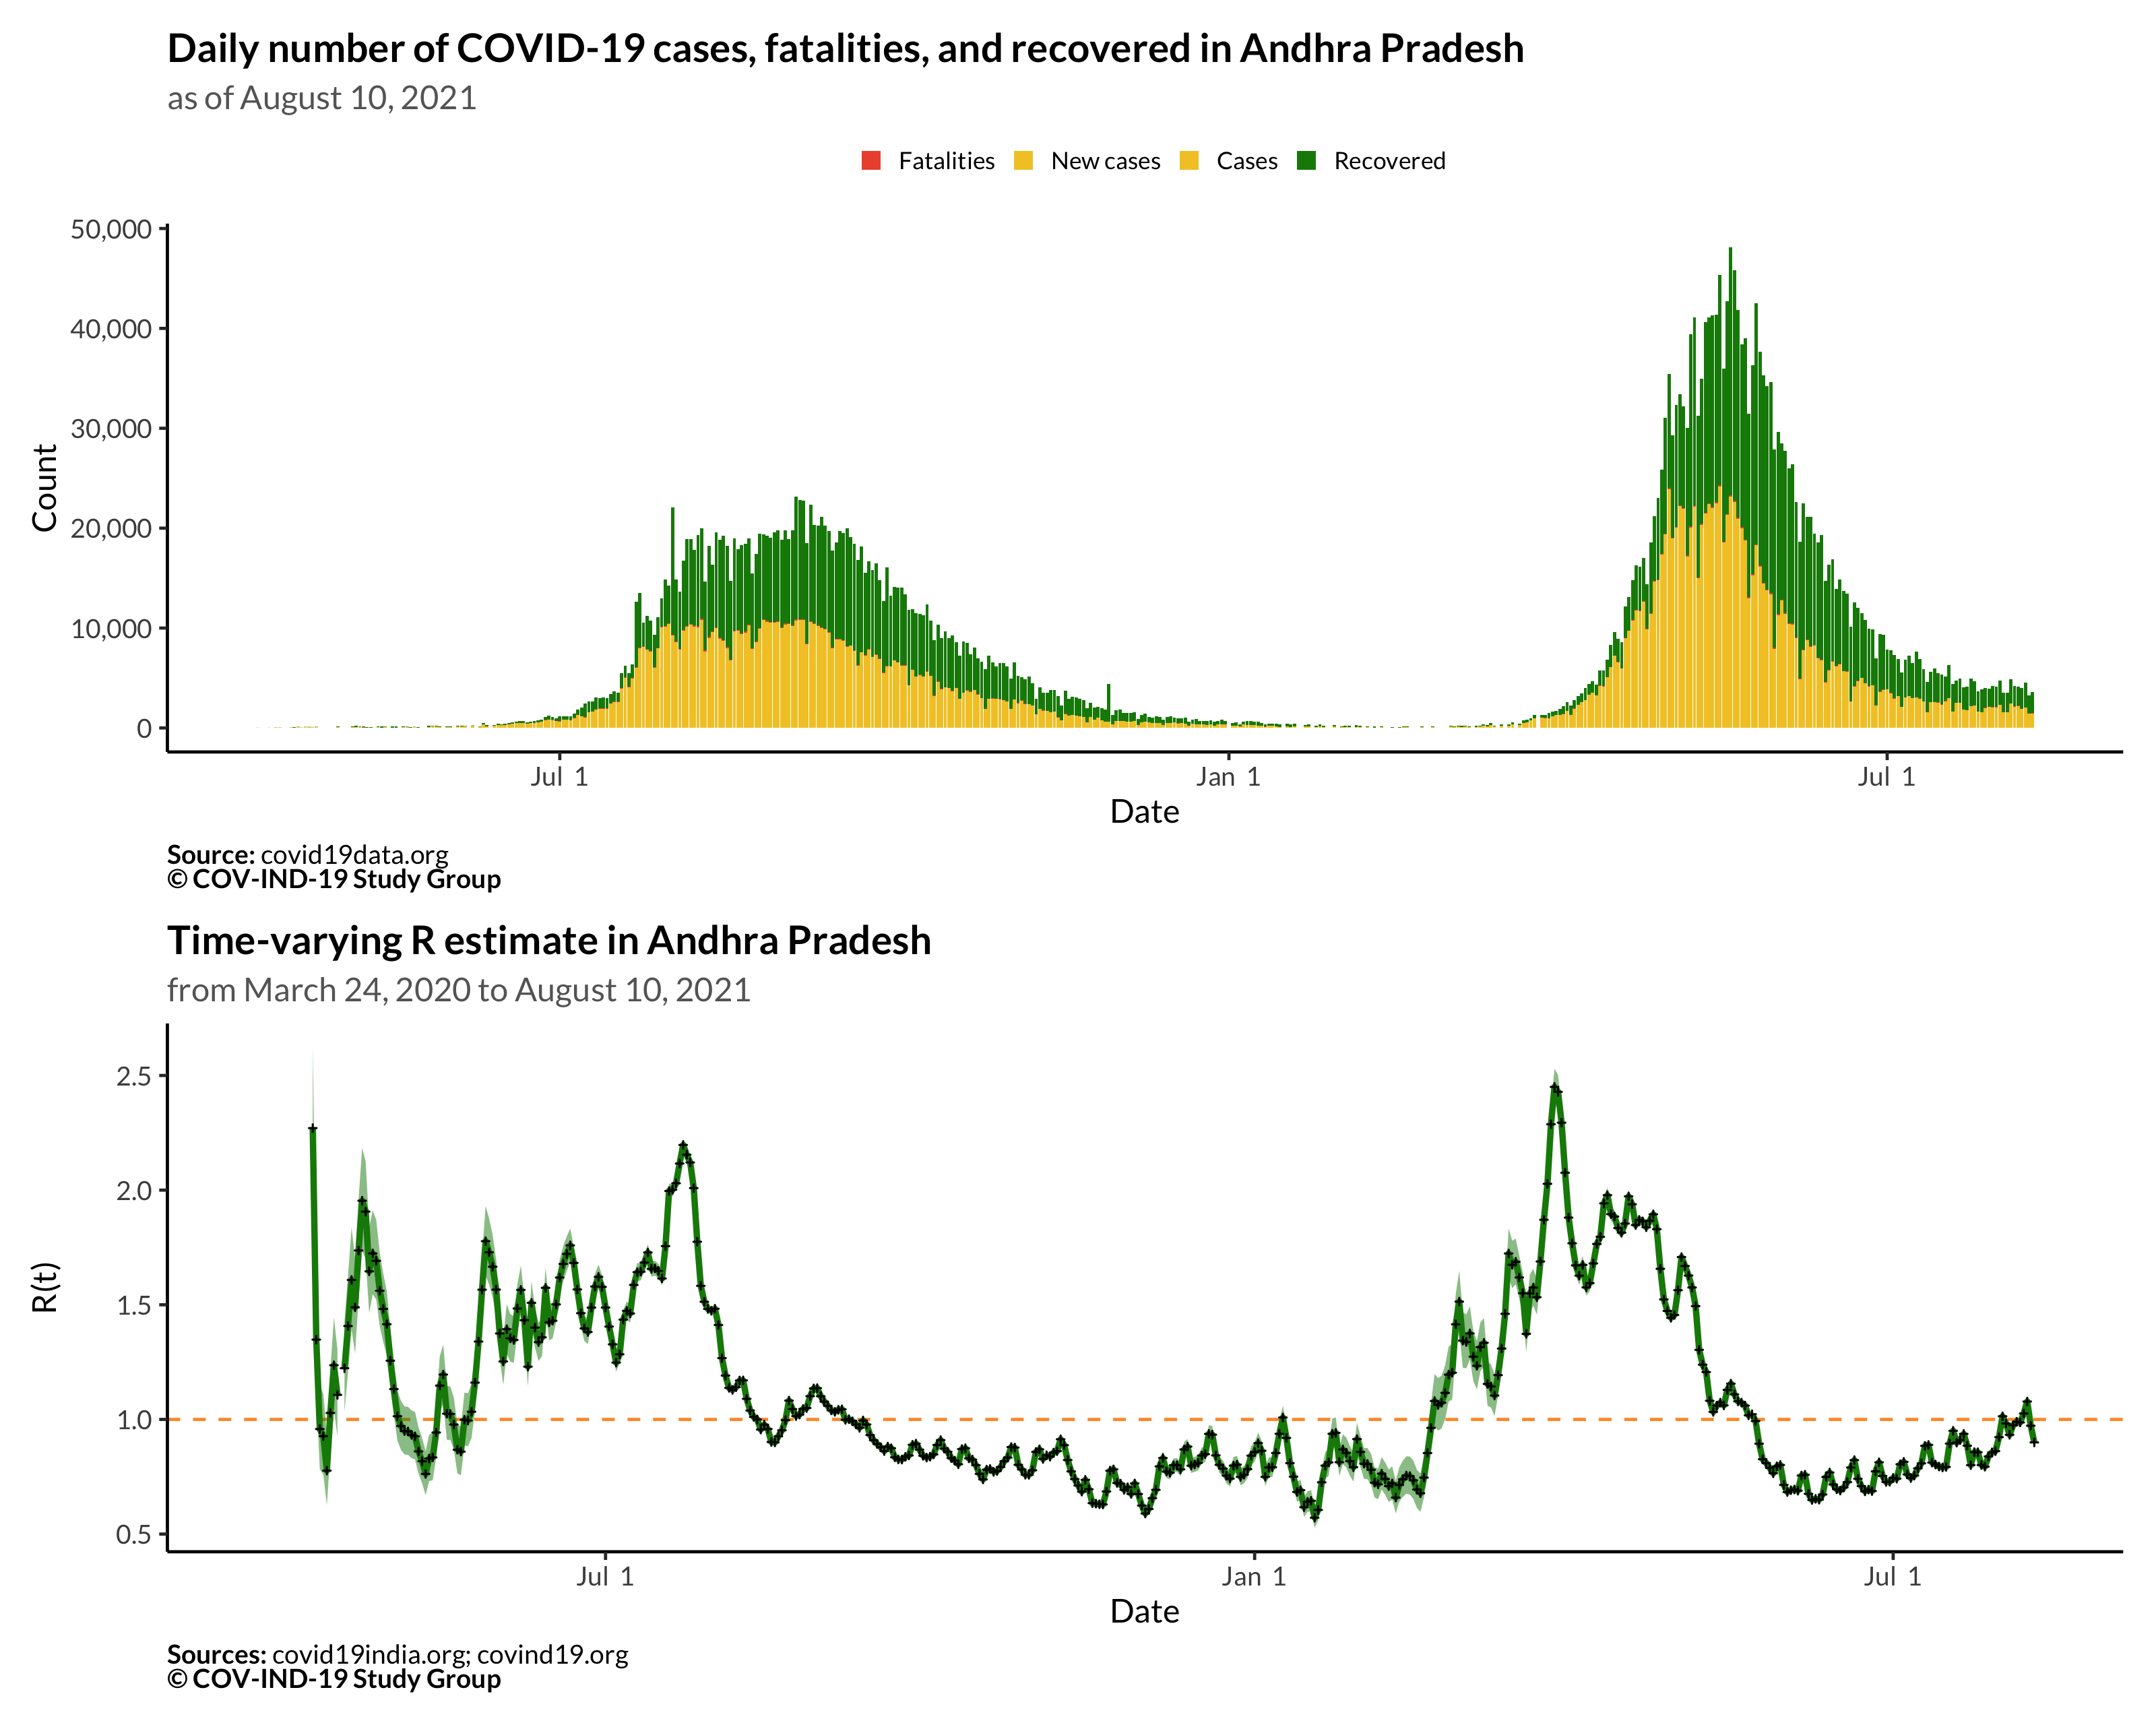 Daily number of COVID-19 cases, fatalities, and recovered in Andhra Pradesh
as of August 10, 2021
Fatalities New cases Cases Recovered
50,000
40,000
30,000
20,000
10,000
0
Count
Jul 1 Jan 1 Jul 1
Date
Source: covid19data.org
© COV-IND-19 Study Group
Time-varying R estimate in Andhra Pradesh
from March 24, 2020 to August 10, 2021
2.5
2.0
1.5
1.0
0.5
R(t)
Jul 1 Jan 1 Jul 1
Date
Sources: covid19india.org; covind19.org
© COV-IND-19 Study Group